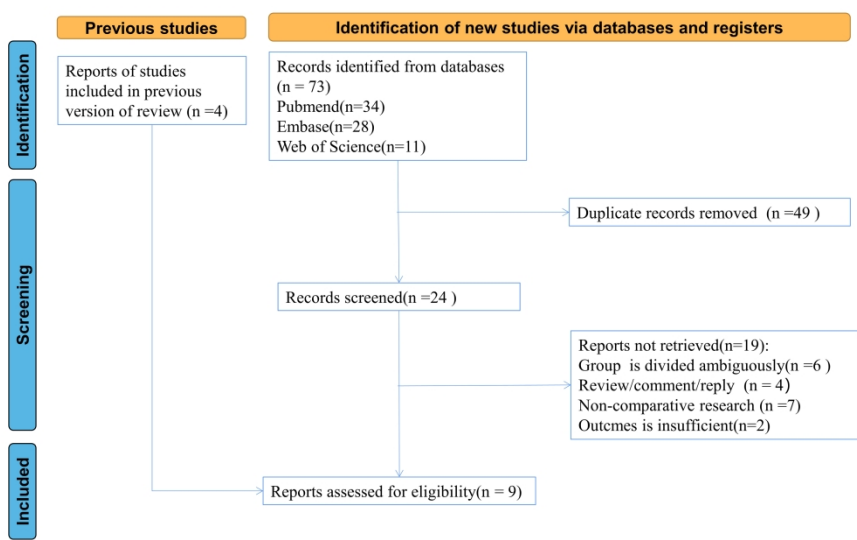 Previous studies
Identification of new studies via databases and registers
Identification
Reports of studies
included in previous
version of review (n =4)
Records identified from databases
(n = 73)
Pubmend(n=34)
Embase(n=28)
Web of Science(n=11)
Screening
Duplicate records removed (n =49 )
Records screened(n =24 )
Reports not retrieved(n=19):
Group is divided ambiguously(n =6 )
Review/comment/reply (n = 4)
Non-comparative research (n =7)
Outcmes is insufficient(n=2)
Included
Reports assessed for eligibility(n = 9)